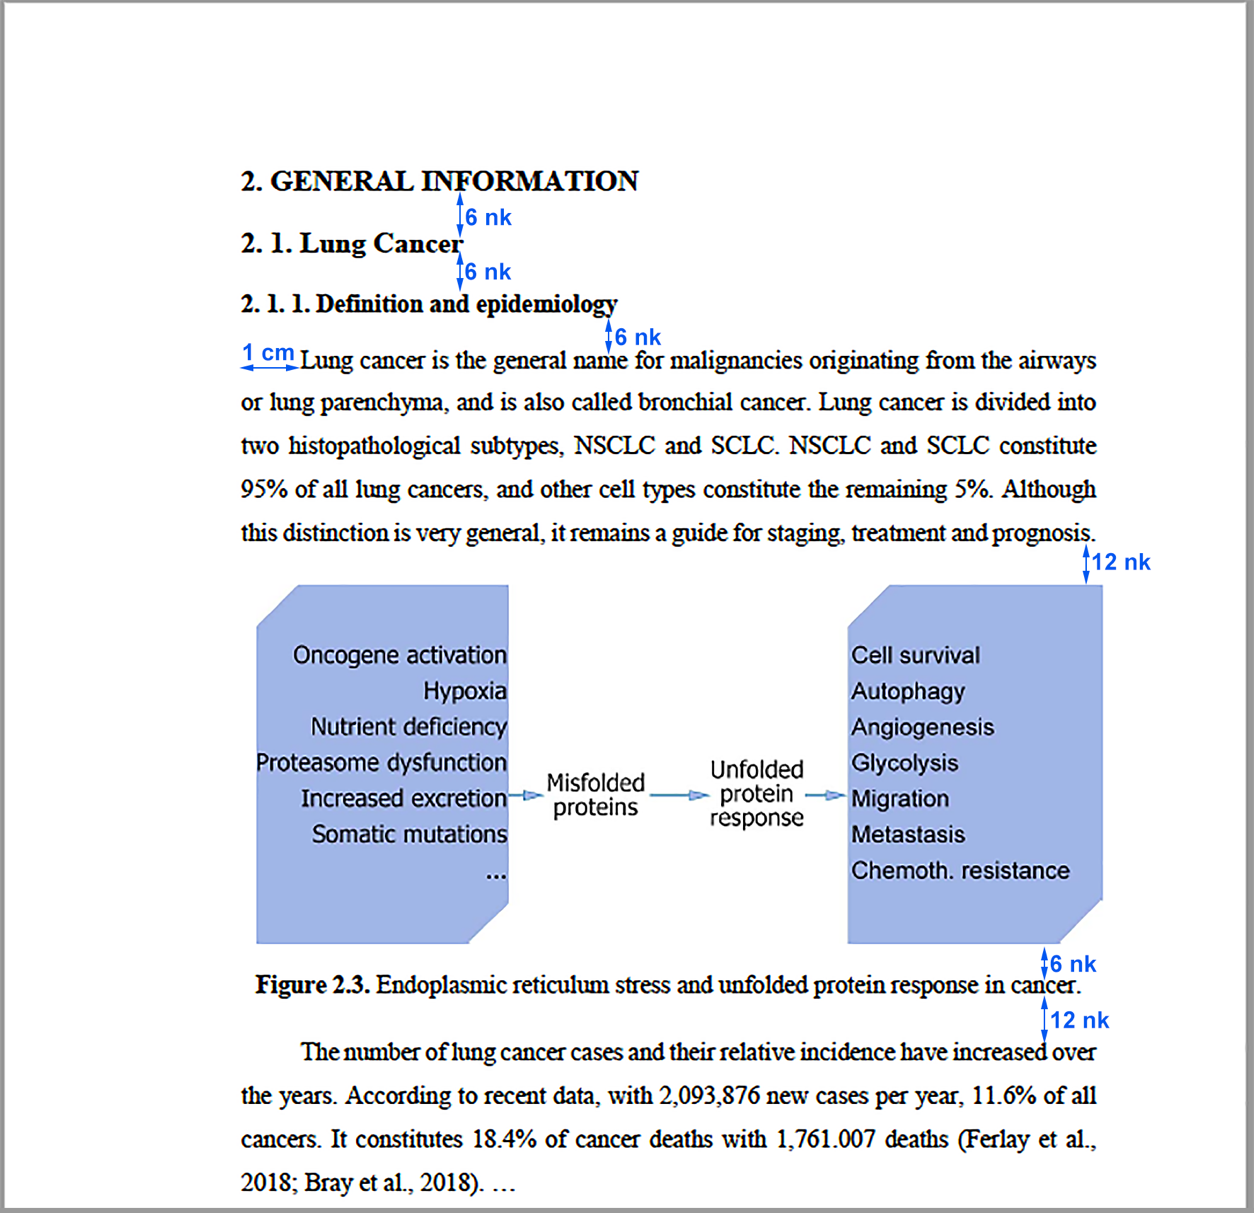 2. GENERAL INFORMATION
6 nk
2. 1. Lung Cancer
6 nk
2. 1. 1. Definition and epidemiology
6 nk
1 cm
Lung cancer is the general name for malignancies originating from the airways
or lung parenchyma, and is also called bronchial cancer. Lung cancer is divided into
two histopathological subtypes, NSCLC and SCLC. NSCLC and SCLC constitute
95% of all lung cancers, and other cell types constitute the remaining 5%. Although
this distinction is very general, it remains a guide for staging, treatment and prognosis.
12 nk
Oncogene activation
Hypoxia
Nutrient deficiency
Proteasome dysfunction
Increased excretion
Somatic mutations
...
Misfolded
proteins
Unfolded
protein
response
Cell survival
Autophagy
Angiogenesis
Glycolysis
Migration
Metastasis
Chemoth. resistance
6 nk
Figure 2.3. Endoplasmic reticulum stress and unfolded protein response in cancer.
12 nk
The number of lung cancer cases and their relative incidence have increased over
the years. According to recent data, with 2,093,876 new cases per year, 11.6% of all
cancers. It constitutes 18.4% of cancer deaths with 1,761.007 deaths (Ferlay et al.,
2018; Bray et al., 2018). …